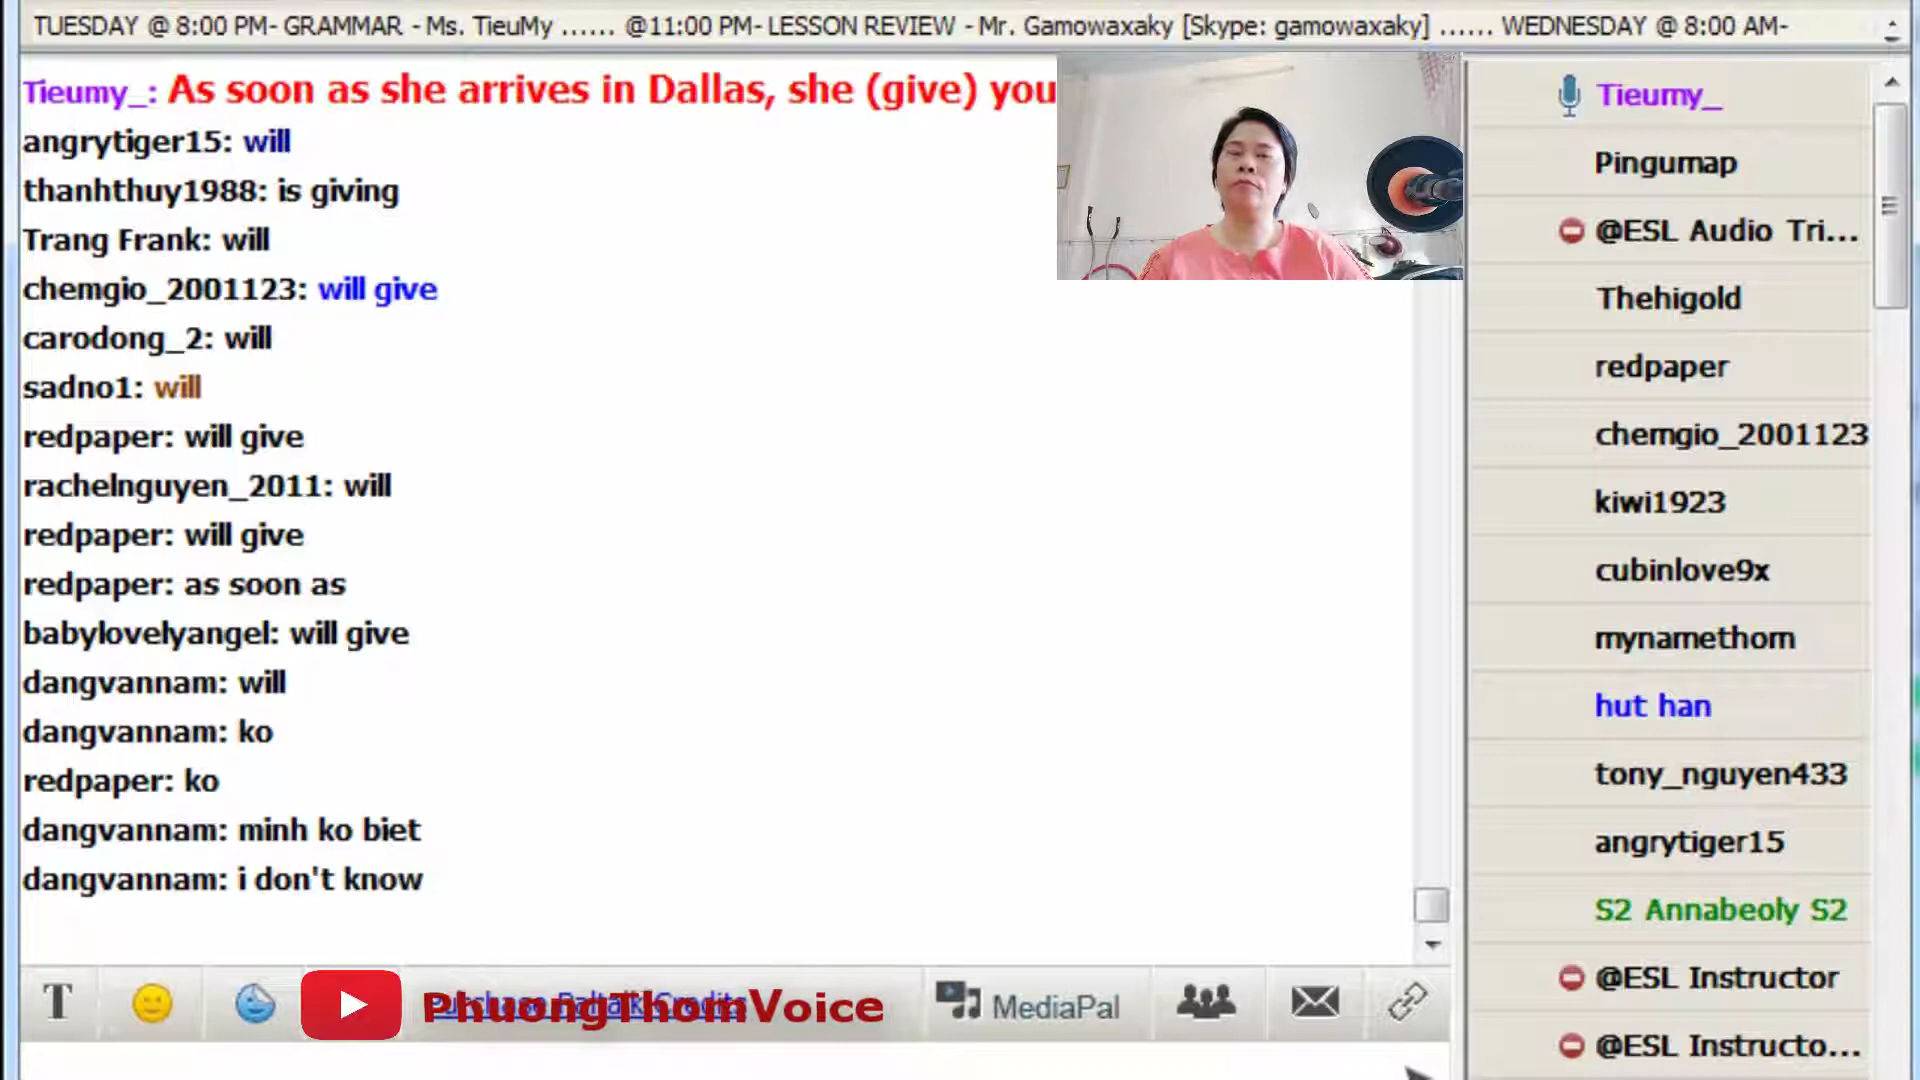 TUESDAY @ 8:00 PM- GRAMMAR - Ms. TieuMy ...... @11:00 PM- LESSON REVIEW - Mr. Gamowaxaky [Skype: gamowaxaky] ...... WEDNESDAY @ 8:00 AM-
Tieumy_: As soon as she arrives in Dallas, she (give) you
angrytiger15: will
thanhthuy1988: is giving
Trang Frank: will
chemgio_2001123: will give
carodong_2: will
sadno1: will
redpaper: will give
rachelnguyen_2011: will
redpaper: will give
redpaper: as soon as
babylovelyangel: will give
dangvannam: will
dangvannam: ko
redpaper: ko
dangvannam: minh ko biet
dangvannam: i don't know
T
Purchase Paltalk Credits
PhuongThomVoice
MediaPal
Tieumy_
Pingumap
@ESL Audio Tri...
Thehigold
redpaper
chemgio_2001123
kiwi1923
cubinlove9x
mynamethom
hut han
tony_nguyen433
angrytiger15
S2 Annabeoly S2
@ESL Instructor
@ESL Instructo...